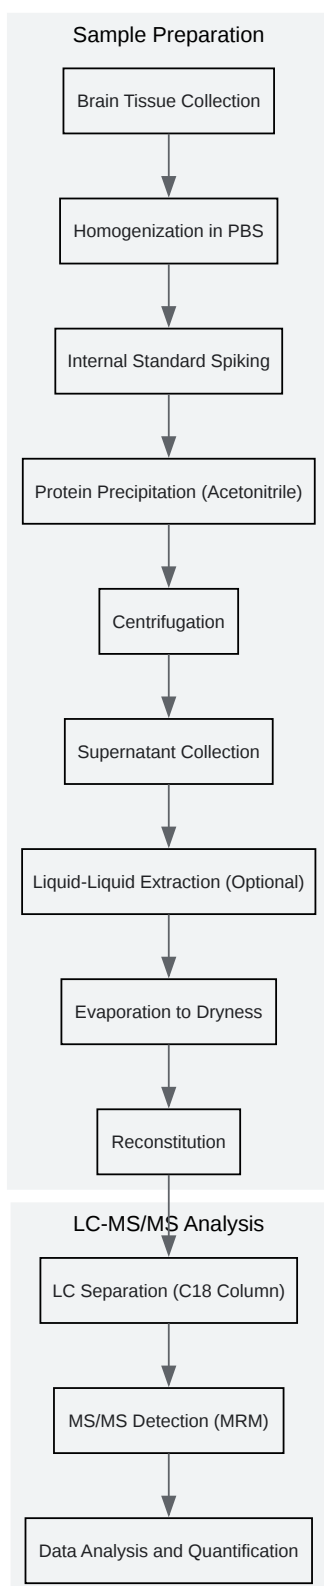 Sample Preparation
Brain Tissue Collection
Homogenization in PBS
Internal Standard Spiking
Protein Precipitation (Acetonitrile)
Centrifugation
Supernatant Collection
Liquid-Liquid Extraction (Optional)
Evaporation to Dryness
Reconstitution
LC-MS/MS Analysis
LC Separation (C18 Column)
MS/MS Detection (MRM)
Data Analysis and Quantification